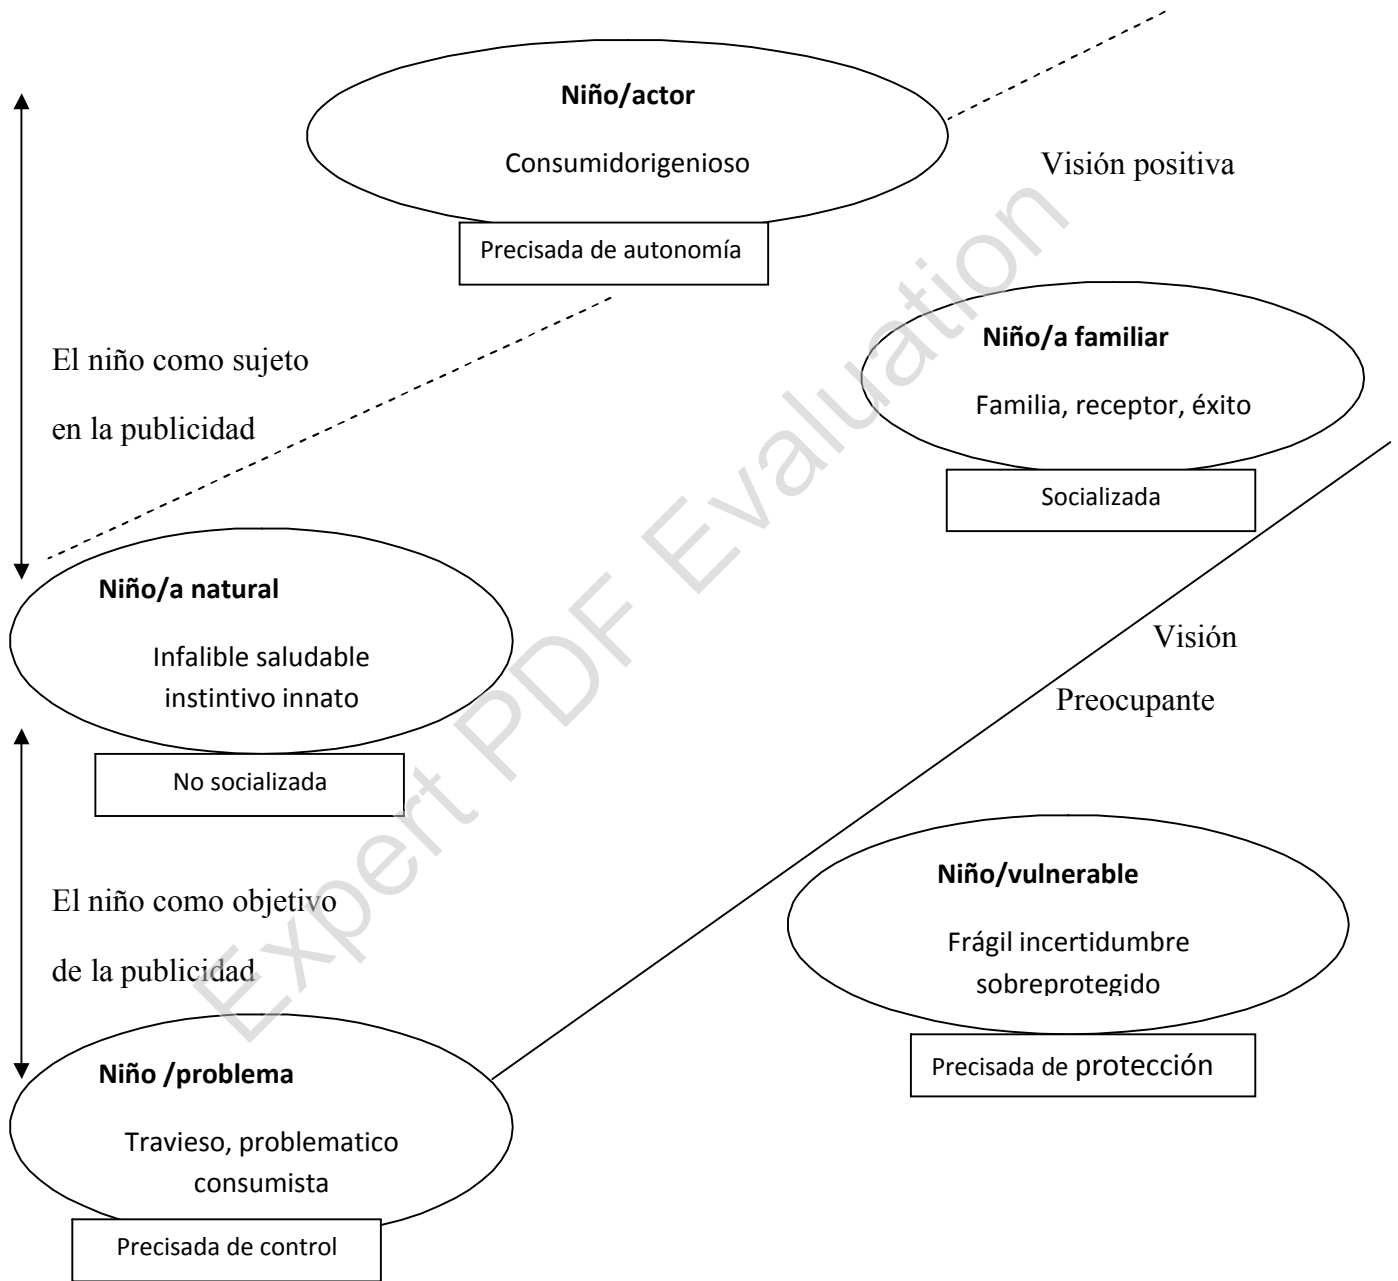 Niño/actor
Consumidorigenioso
Visión positiva
Precisada de autonomía
Niño/a familiar
El niño como sujeto
en la publicidad
Familia, receptor, éxito
Socializada
Niño/a natural
Infalible saludable
instintivo innato
Visión
Preocupante
No socializada
Niño/vulnerable
El niño como objetivo
de la publicidad
Frágil incertidumbre
sobreprotegido
Niño /problema
Precisada de protección
Travieso, problematico
consumista
Precisada de control
Expert PDF Evaluation